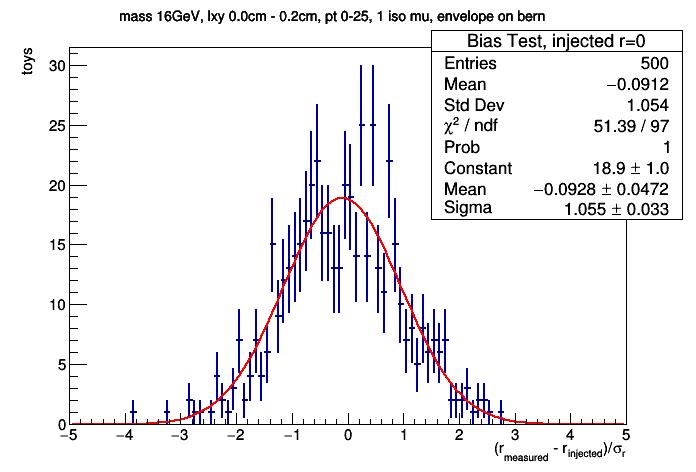 mass 16GeV, lxy 0.0cm - 0.2cm, pt 0-25, 1 iso mu, envelope on bern
Bias Test, injected r=0
Entries 500
Mean −0.0912
Std Dev 1.054
χ² / ndf 51.39 / 97
Prob 1
Constant 18.9 ± 1.0
Mean −0.0928 ± 0.0472
Sigma 1.055 ± 0.033
toys
30
25
20
15
10
5
0
−5 −4 −3 −2 −1 0 1 2 3 4 5
(r_measured - r_injected)/σ_r